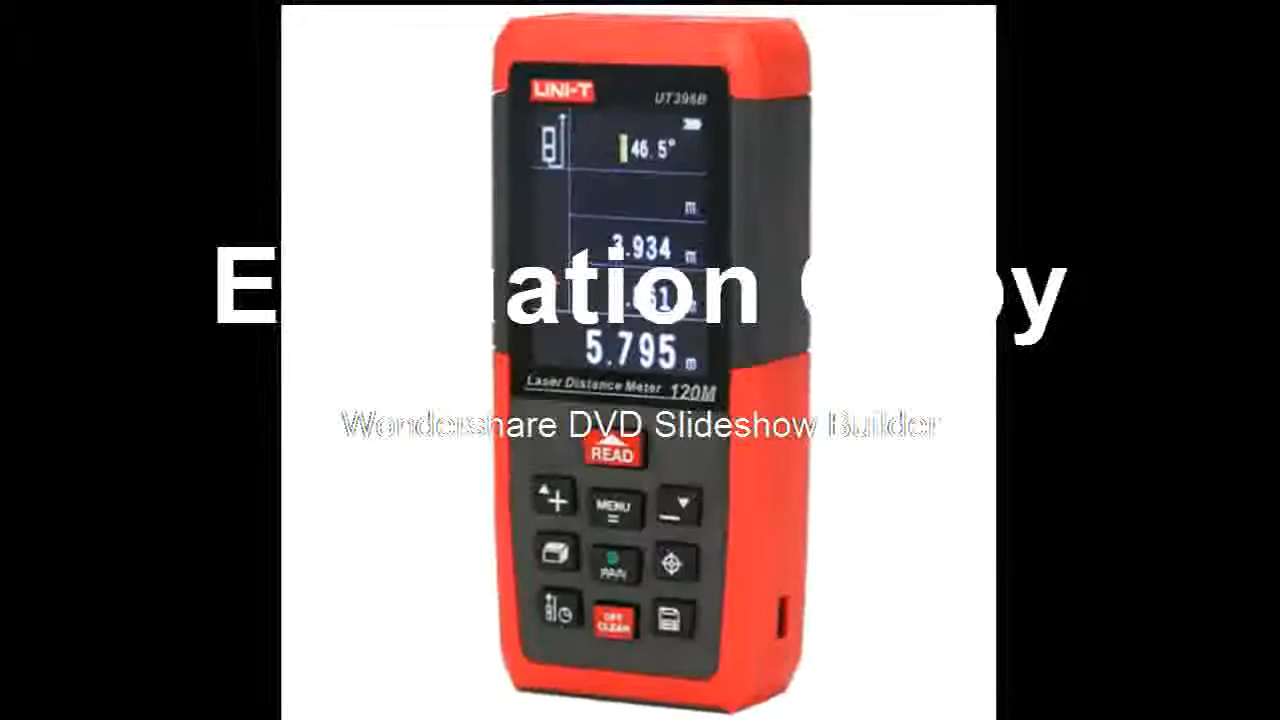 UNI-T
UT396B
46.5°
m
3.934 m
m
5.795 m
Laser Distance Meter 120M
Wondershare DVD Slideshow Builder
READ
MENU
=
OFF
CLEAR